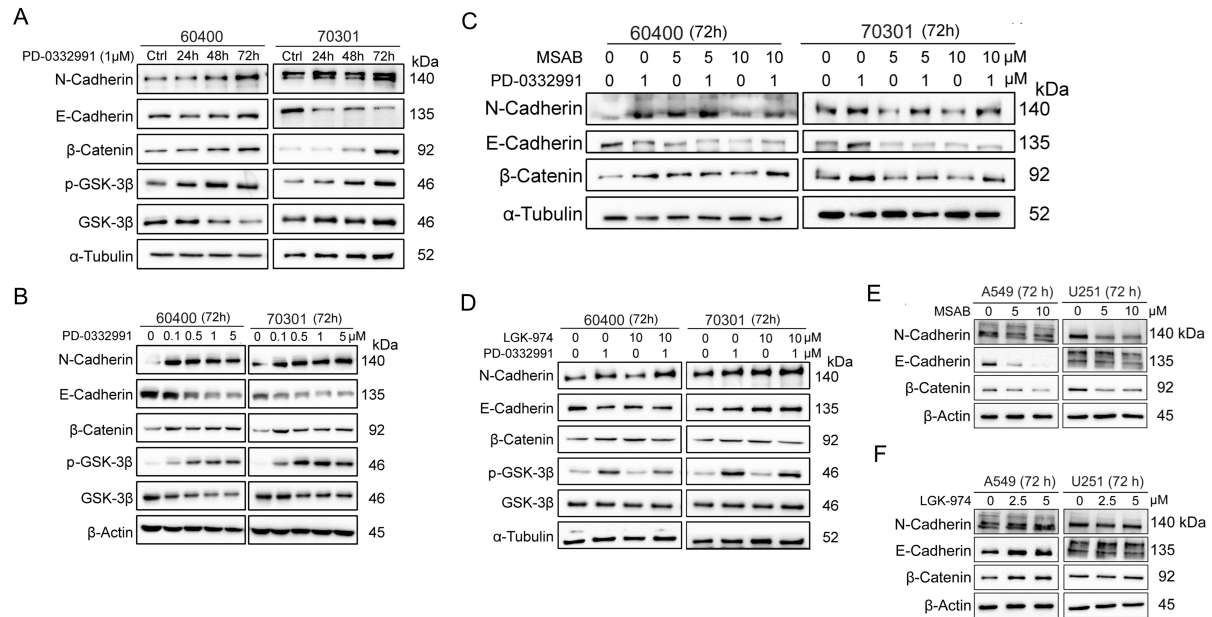 A
60400 70301
PD-0332991 (1μM) Ctrl 24h 48h 72h Ctrl 24h 48h 72h kDa
N-Cadherin 140
E-Cadherin 135
β-Catenin 92
p-GSK-3β 46
GSK-3β 46
α-Tubulin 52
B
60400 (72h) 70301 (72h)
PD-0332991 0 0.1 0.5 1 5 0 0.1 0.5 1 5 μM
kDa
N-Cadherin 140
E-Cadherin 135
β-Catenin 92
p-GSK-3β 46
GSK-3β 46
β-Actin 45
C
60400 (72h) 70301 (72h)
MSAB 0 0 5 5 10 10 0 0 5 5 10 10 μM
PD-0332991 0 1 0 1 0 1 0 1 0 1 0 1 μM
kDa
N-Cadherin 140
E-Cadherin 135
β-Catenin 92
α-Tubulin 52
D
60400 (72h) 70301 (72h)
LGK-974 0 0 10 10 0 0 10 10 μM
PD-0332991 0 1 0 1 0 1 0 1 μM
kDa
N-Cadherin 140
E-Cadherin 135
β-Catenin 92
p-GSK-3β 46
GSK-3β 46
α-Tubulin 52
E
A549 (72 h) U251 (72 h)
MSAB 0 5 10 0 5 10 μM
N-Cadherin 140 kDa
E-Cadherin 135
β-Catenin 92
β-Actin 45
F
A549 (72 h) U251 (72 h)
LGK-974 0 2.5 5 0 2.5 5 μM
N-Cadherin 140 kDa
E-Cadherin 135
β-Catenin 92
β-Actin 45